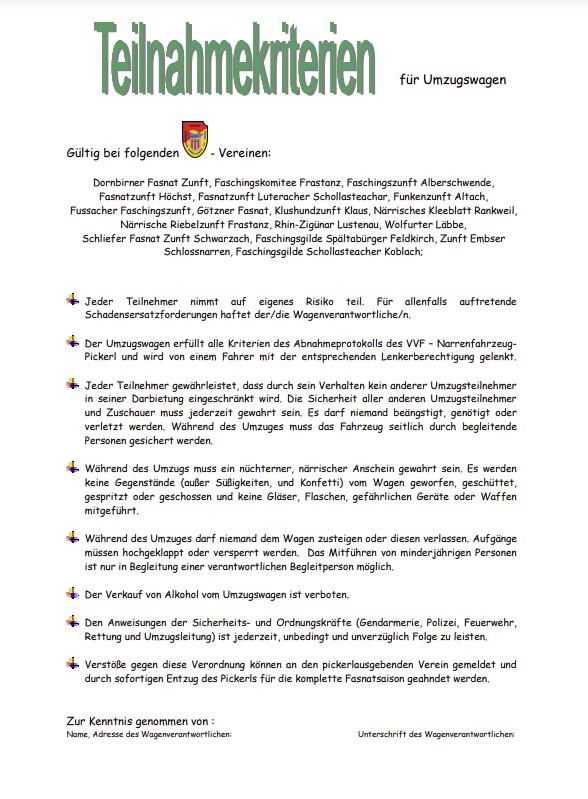 Teilnahmekriterien für Umzugswagen
Gültig bei folgenden - Vereinen:
Dornbirner Fasnat Zunft, Faschingskomitee Frastanz, Faschingszunft Alberschwende,
Fasnatzunft Höchst, Fasnatzunft Luteracher Schollasteachar, Funkenzunft Altach,
Fussacher Faschingszunft, Götzner Fasnat, Klushundzunft Klaus, Närrisches Kleeblatt Rankweil,
Närrische Riebelzunft Frastanz, Rhin-Zigünar Lustenau, Wolfurter Läbbe,
Schliefer Fasnat Zunft Schwarzach, Faschingsgilde Spältabürger Feldkirch, Zunft Embser
Schlossnarren, Faschingsgilde Schollasteacher Koblach;
Jeder Teilnehmer nimmt auf eigenes Risiko teil. Für allenfalls auftretende
Schadensersatzforderungen haftet der/die Wagenverantwortliche/n.
Der Umzugswagen erfüllt alle Kriterien des Abnahmeprotokolls des VVF – Narrenfahrzeug-
Pickerl und wird von einem Fahrer mit der entsprechenden Lenkerberechtigung gelenkt.
Jeder Teilnehmer gewährleistet, dass durch sein Verhalten kein anderer Umzugsteilnehmer
in seiner Darbietung eingeschränkt wird. Die Sicherheit aller anderen Umzugsteilnehmer
und Zuschauer muss jederzeit gewahrt sein. Es darf niemand beängstigt, genötigt oder
verletzt werden. Während des Umzuges muss das Fahrzeug seitlich durch begleitende
Personen gesichert werden.
Während des Umzugs muss ein nüchterner, närrischer Anschein gewahrt sein. Es werden
keine Gegenstände (außer Süßigkeiten, und Konfetti) vom Wagen geworfen, geschüttet,
gespritzt oder geschossen und keine Gläser, Flaschen, gefährlichen Geräte oder Waffen
mitgeführt.
Während des Umzuges darf niemand dem Wagen zusteigen oder diesen verlassen. Aufgänge
müssen hochgeklappt oder versperrt werden. Das Mitführen von minderjährigen Personen
ist nur in Begleitung einer verantwortlichen Begleitperson möglich.
Der Verkauf von Alkohol vom Umzugswagen ist verboten.
Den Anweisungen der Sicherheits- und Ordnungskräfte (Gendarmerie, Polizei, Feuerwehr,
Rettung und Umzugsleitung) ist jederzeit, unbedingt und unverzüglich Folge zu leisten.
Verstöße gegen diese Verordnung können an den pickerlausgebenden Verein gemeldet und
durch sofortigen Entzug des Pickerls für die komplette Fasnatsaison geahndet werden.
Zur Kenntnis genommen von :
Name, Adresse des Wagenverantwortlichen: Unterschrift des Wagenverantwortlichen: